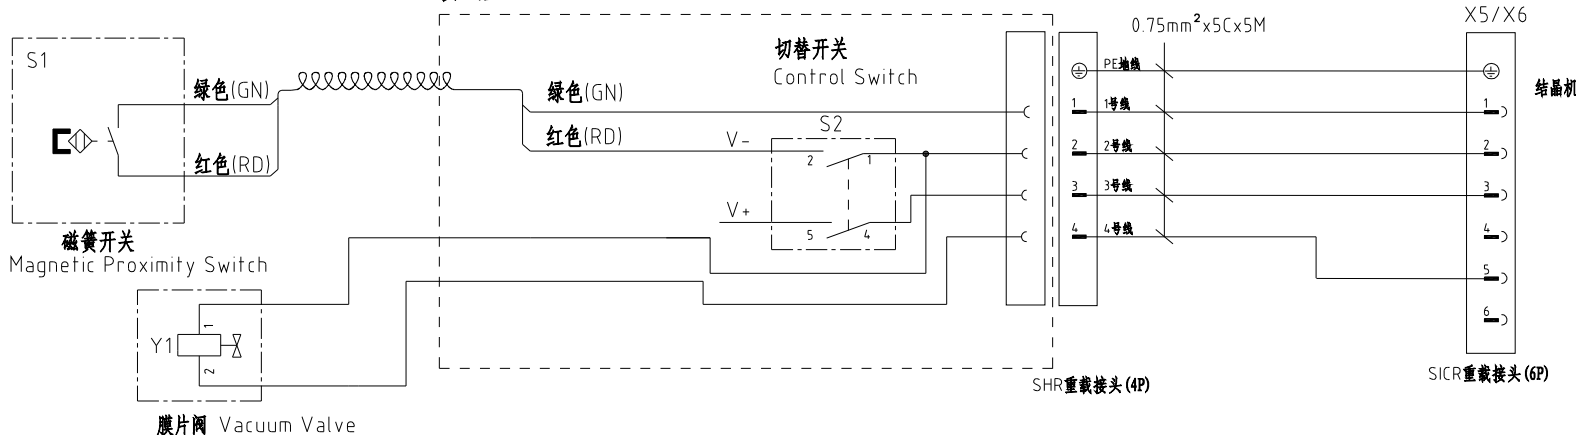 X5/X6
0.75mm²x5Cx5M
S1
切替开关
Control Switch
绿色(GN)
绿色(GN)
红色(RD)
红色(RD)
S2
V-
2
1
V+
5
4
PE地线
1
1号线
2
2号线
3
3号线
4
4号线
结晶机
1
2
3
4
5
6
磁簧开关
Magnetic Proximity Switch
Y1
1
2
SHR重载接头(4P)
SICR重载接头(6P)
膜片阀 Vacuum Valve